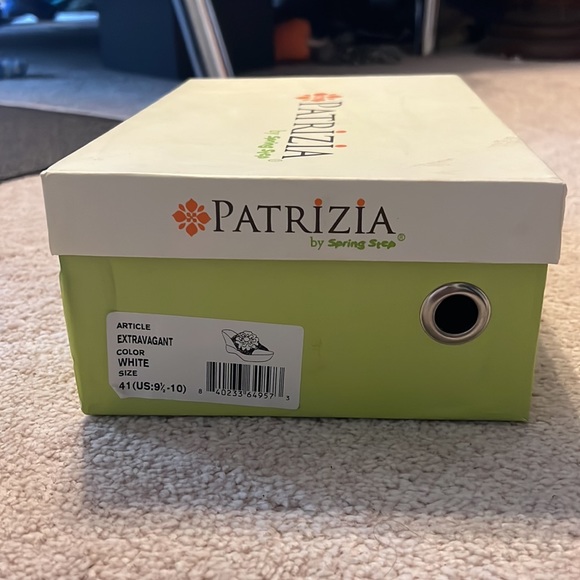 PATRIZIA
by Spring Step
PATRIZIA
by Spring Step®
ARTICLE
EXTRAVAGANT
COLOR
WHITE
SIZE
41(US:9½-10)
8 40233 64957 3